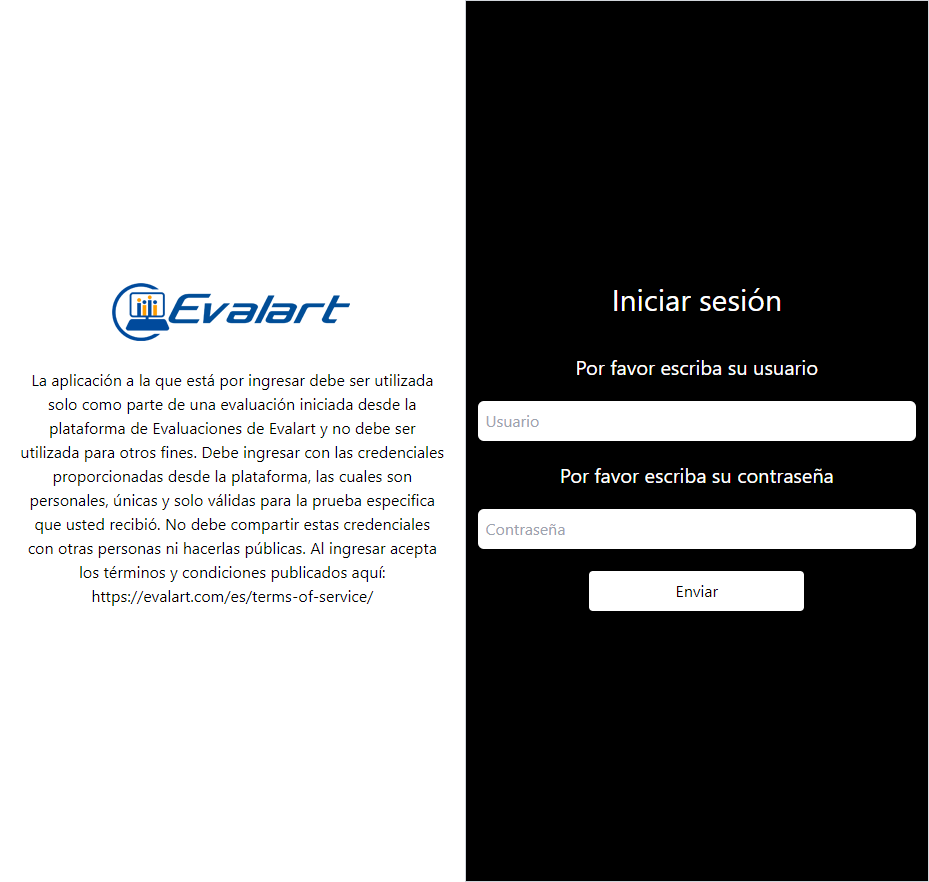 Evalart
La aplicación a la que está por ingresar debe ser utilizada
solo como parte de una evaluación iniciada desde la
plataforma de Evaluaciones de Evalart y no debe ser
utilizada para otros fines. Debe ingresar con las credenciales
proporcionadas desde la plataforma, las cuales son
personales, únicas y solo válidas para la prueba especifica
que usted recibió. No debe compartir estas credenciales
con otras personas ni hacerlas públicas. Al ingresar acepta
los términos y condiciones publicados aquí:
https://evalart.com/es/terms-of-service/
Iniciar sesión
Por favor escriba su usuario
Usuario
Por favor escriba su contraseña
Contraseña
Enviar